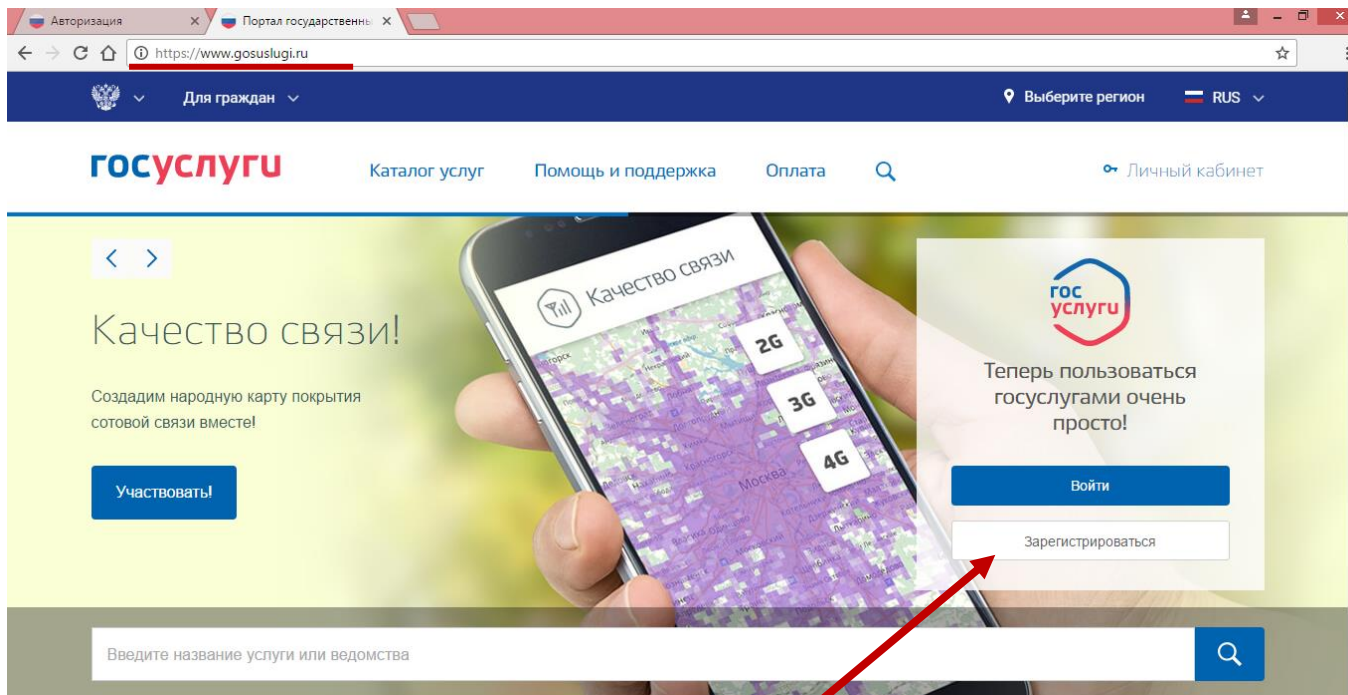 Авторизация
Портал государственны
https://www.gosuslugi.ru
Для граждан
Выберите регион
RUS
госуслуги
Каталог услуг
Помощь и поддержка
Оплата
Личный кабинет
Качество связи!
Создадим народную карту покрытия
сотовой связи вместе!
Участвовать!
Качество связи
2G
3G
4G
Москва
гос
услуги
Теперь пользоваться
госуслугами очень
просто!
Войти
Зарегистрироваться
Введите название услуги или ведомства